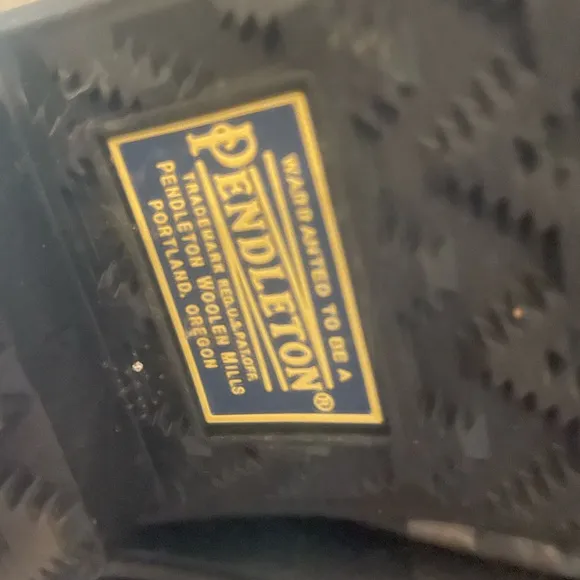 WARRANTED TO BE A
PENDLETON®
TRADEMARK REG.U.S.PAT.OFF.
PENDLETON WOOLEN MILLS
PORTLAND, OREGON